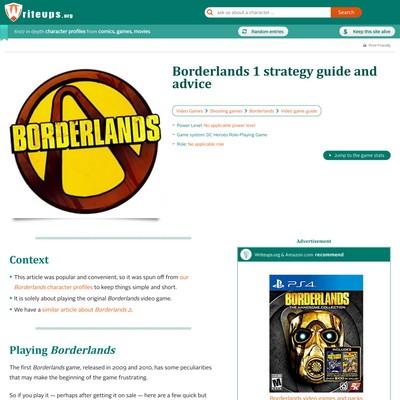 Writeups.org
ask us about a character ...
Search
6100 in-depth character profiles from comics, games, movies
Random entries
Keep this site alive
Print Friendly
Borderlands 1 strategy guide and
advice
Video Games
Shooting games
Borderlands
Video game guide
Power Level: No applicable power level
Game system: DC Heroes Role-Playing Game
Role: No applicable role
Jump to the game stats
BORDERLANDS
Advertisement
Writeups.org & Amazon.com recommend
PS4
BORDERLANDS
THE HANDSOME COLLECTION
INCLUDES
Borderlands video games and packs
Context
This article was popular and convenient, so it was spun off from our
Borderlands character profiles to keep things simple and short.
It is solely about playing the original Borderlands video game.
We have a similar article about Borderlands 2.
Playing Borderlands
The first Borderlands game, released in 2009 and 2010, has some peculiarities
that may make the beginning of the game frustrating.
So if you play it — perhaps after getting it on sale — here are a few quick but